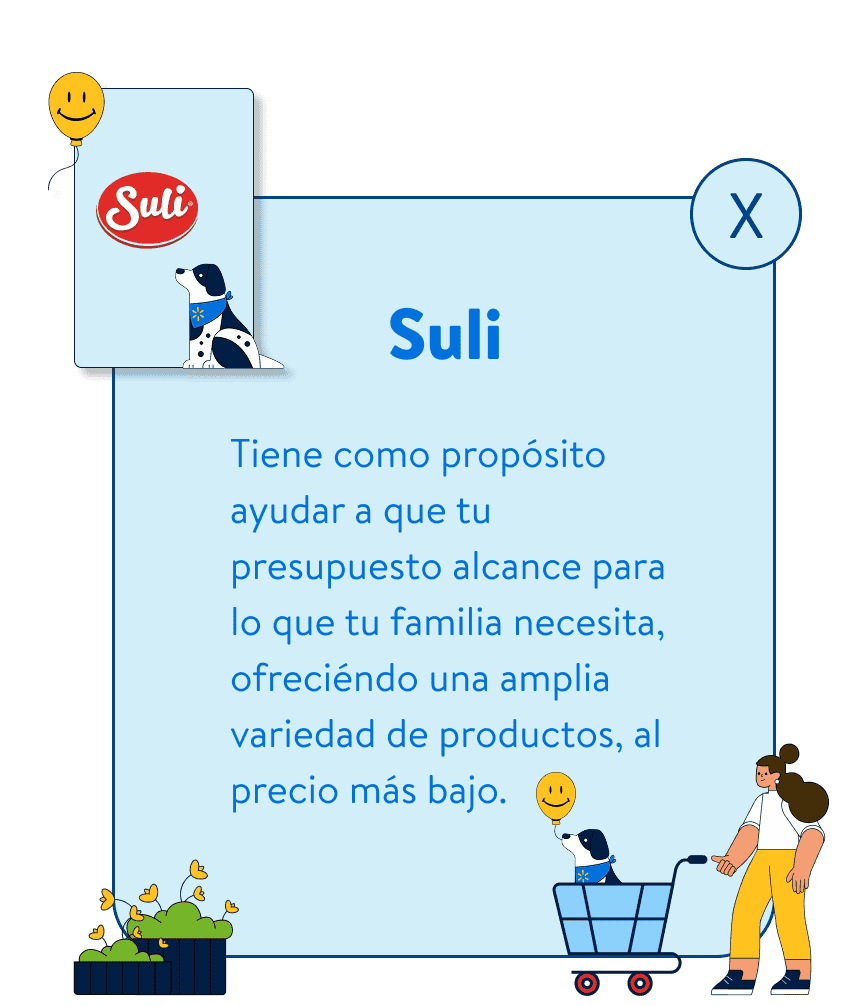 Suli
X
Suli
Tiene como propósito
ayudar a que tu
presupuesto alcance para
lo que tu familia necesita,
ofreciéndo una amplia
variedad de productos, al
precio más bajo.